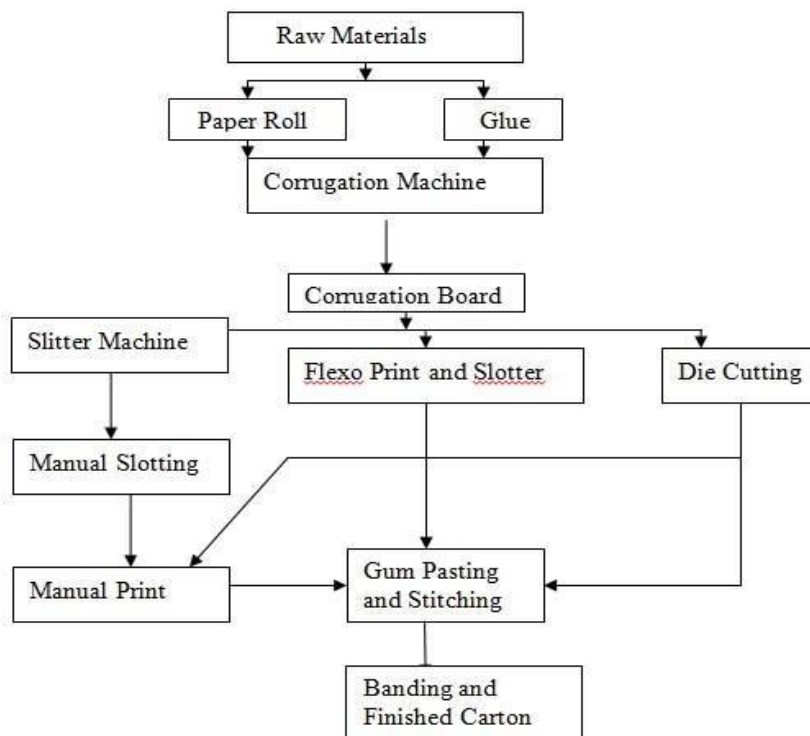 Raw Materials
Paper Roll
Glue
Corrugation Machine
Corrugation Board
Slitter Machine
Flexo Print and Slotter
Die Cutting
Manual Slotting
Manual Print
Gum Pasting
and Stitching
Banding and
Finished Carton